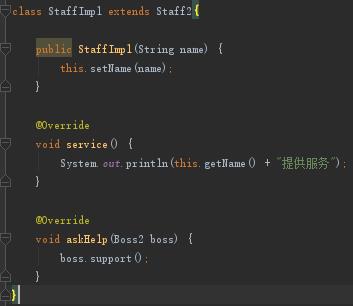 class StaffImpl extends Staff2{
public StaffImpl(String name) {
this.setName(name);
}
@Override
void service() {
System.out.println(this.getName() + "提供服务");
}
@Override
void askHelp(Boss2 boss) {
boss.support();
}
}